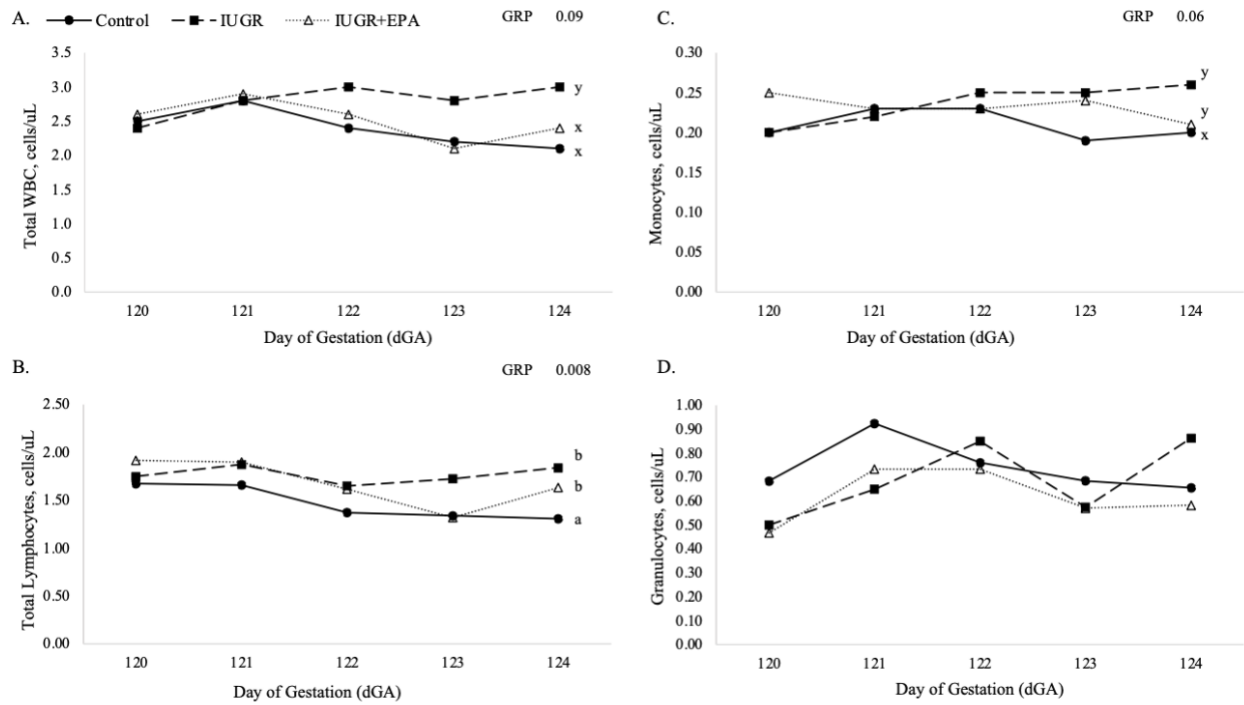 A. Control IUGR IUGR+EPA GRP 0.09
3.5
3.0
2.5
2.0
1.5
1.0
0.5
0.0
Total WBC, cells/uL
y
x
x
120 121 122 123 124
Day of Gestation (dGA)
C. GRP 0.06
0.30
0.25
0.20
0.15
0.10
0.05
0.00
Monocytes, cells/uL
y
y
x
120 121 122 123 124
Day of Gestation (dGA)
B. GRP 0.008
2.50
2.00
1.50
1.00
0.50
0.00
Total Lymphocytes, cells/uL
b
b
a
120 121 122 123 124
Day of Gestation (dGA)
D.
1.00
0.90
0.80
0.70
0.60
0.50
0.40
0.30
0.20
0.10
0.00
Granulocytes, cells/uL
120 121 122 123 124
Day of Gestation (dGA)